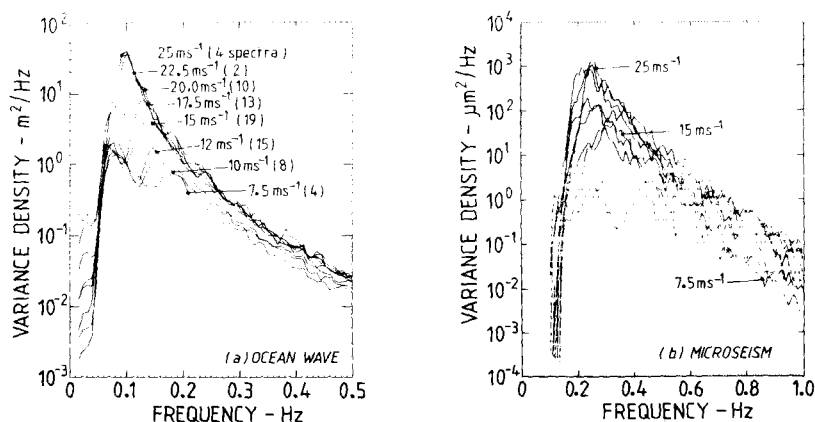 VARIANCE DENSITY - m²/Hz
10²
10¹
10⁰
10⁻¹
10⁻²
10⁻³
25 ms⁻¹ (4 spectra)
22.5 ms⁻¹ (2)
20.0 ms⁻¹ (10)
17.5 ms⁻¹ (13)
15 ms⁻¹ (19)
12 ms⁻¹ (15)
10 ms⁻¹ (8)
7.5 ms⁻¹ (4)
(a) OCEAN WAVE
0 0.1 0.2 0.3 0.4 0.5
FREQUENCY - Hz
VARIANCE DENSITY - μm²/Hz
10⁴
10³
10²
10¹
10⁰
10⁻¹
10⁻²
10⁻³
10⁻⁴
25 ms⁻¹
15 ms⁻¹
7.5 ms⁻¹
(b) MICROSEISM
0 0.2 0.4 0.6 0.8 1.0
FREQUENCY - Hz